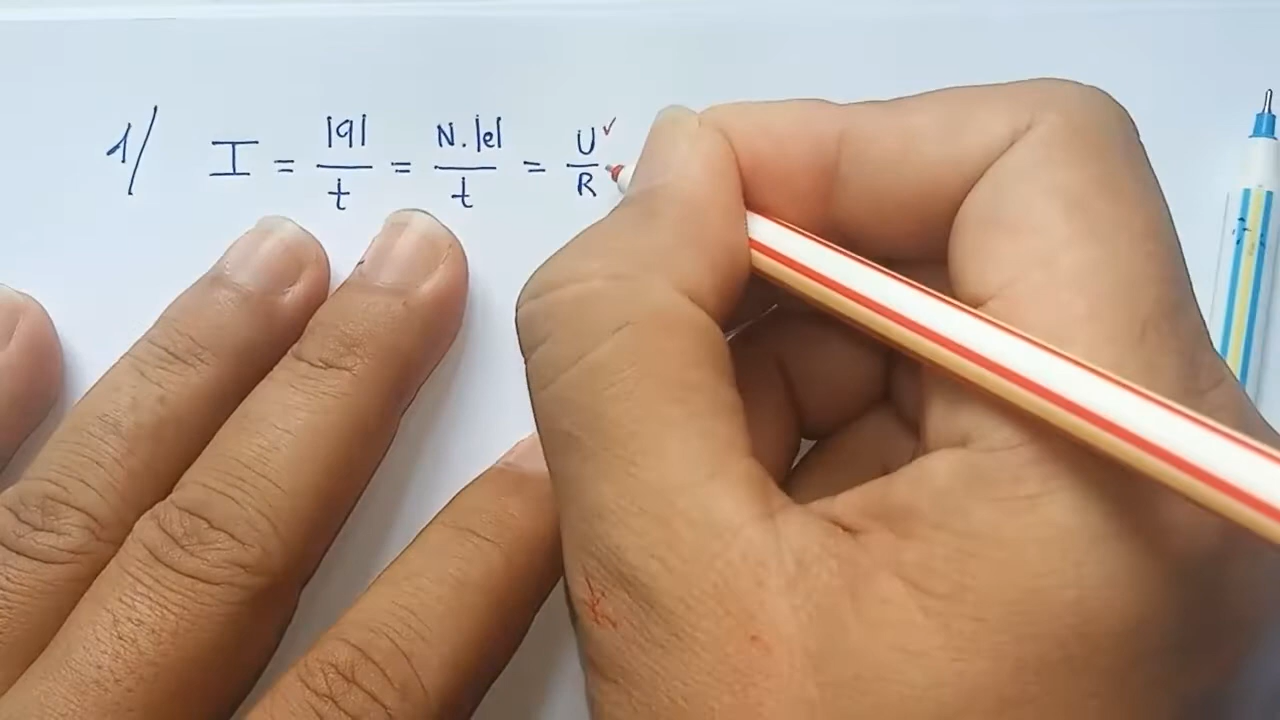 1/ I = |q|/t = N.|e|/t = U/R